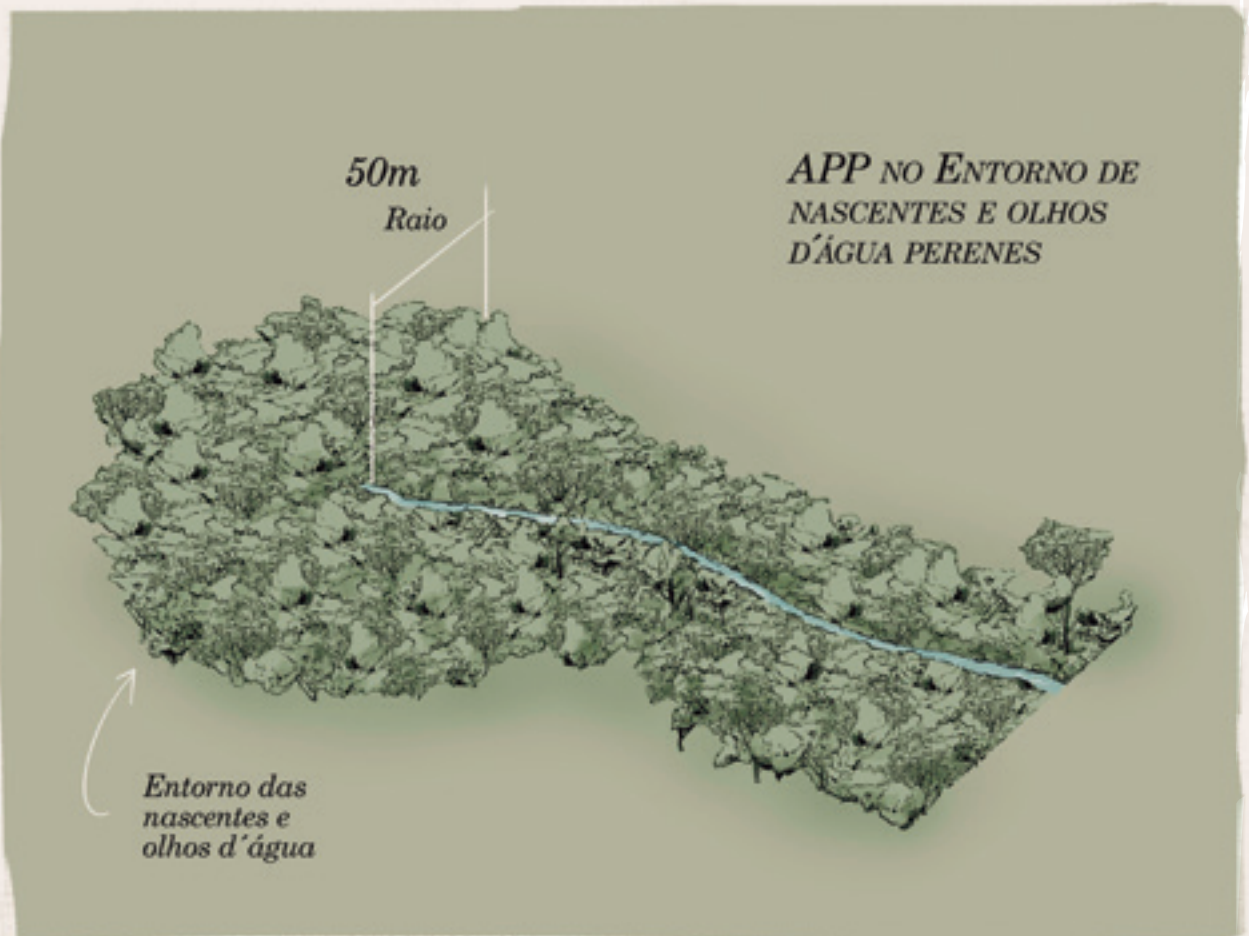 50m
Raio
APP NO ENTORNO DE
NASCENTES E OLHOS
D´ÁGUA PERENES
Entorno das
nascentes e
olhos d´água